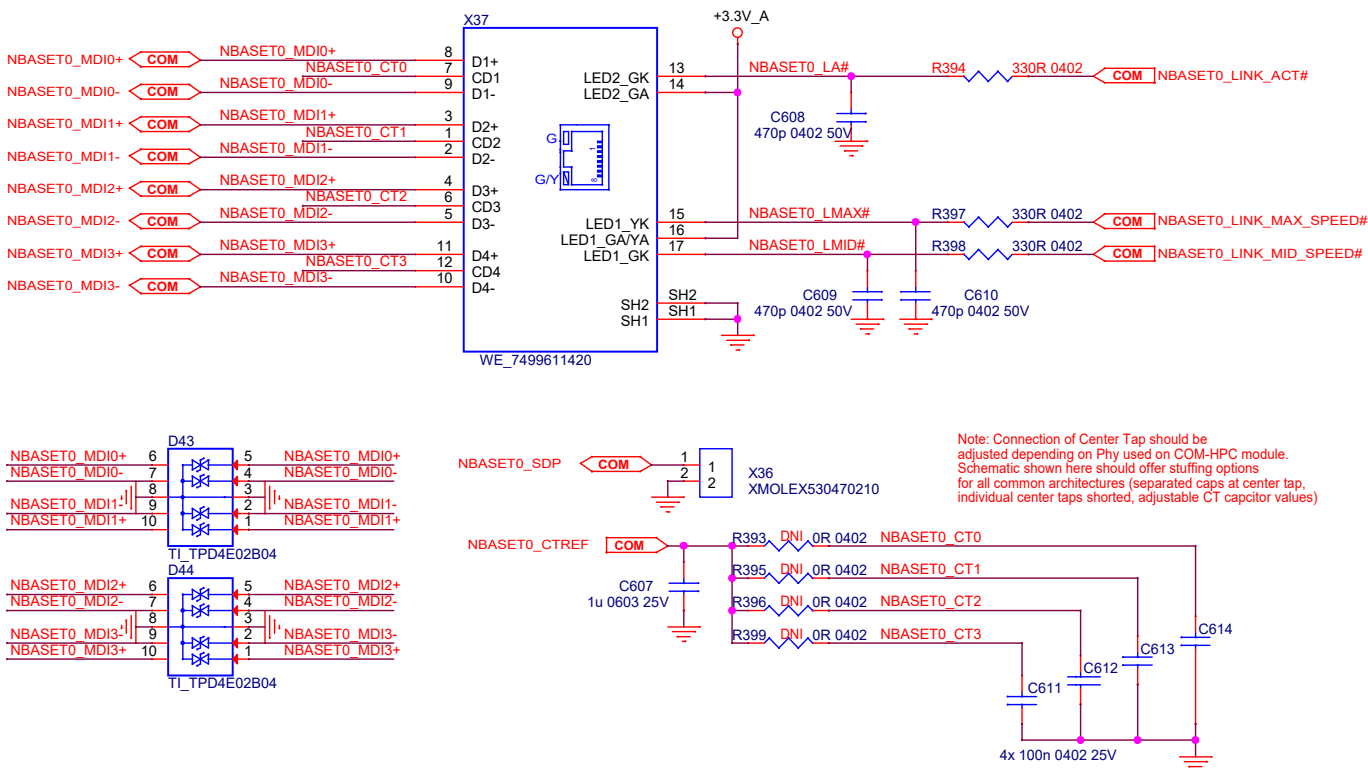 X37
+3.3V_A
NBASET0_MDI0+ COM NBASET0_MDI0+ 8 D1+
NBASET0_CT0 7 CD1
NBASET0_MDI0- COM NBASET0_MDI0- 9 D1-
NBASET0_MDI1+ COM NBASET0_MDI1+ 3 D2+
NBASET0_CT1 1 CD2
NBASET0_MDI1- COM NBASET0_MDI1- 2 D2-
NBASET0_MDI2+ COM NBASET0_MDI2+ 4 D3+
NBASET0_CT2 6 CD3
NBASET0_MDI2- COM NBASET0_MDI2- 5 D3-
NBASET0_MDI3+ COM NBASET0_MDI3+ 11 D4+
NBASET0_CT3 12 CD4
NBASET0_MDI3- COM NBASET0_MDI3- 10 D4-
G
G/Y
1
8
LED2_GK 13 NBASET0_LA# R394 330R 0402 COM NBASET0_LINK_ACT#
LED2_GA 14
C608
470p 0402 50V
LED1_YK 15 NBASET0_LMAX# R397 330R 0402 COM NBASET0_LINK_MAX_SPEED#
LED1_GA/YA 16
LED1_GK 17 NBASET0_LMID# R398 330R 0402 COM NBASET0_LINK_MID_SPEED#
C609
470p 0402 50V
C610
470p 0402 50V
SH2 SH2
SH1 SH1
WE_7499611420
D43
NBASET0_MDI0+ 6 5 NBASET0_MDI0+
NBASET0_MDI0- 7 4 NBASET0_MDI0-
8 3
NBASET0_MDI1- 9 2 NBASET0_MDI1-
NBASET0_MDI1+ 10 1 NBASET0_MDI1+
TI_TPD4E02B04
D44
NBASET0_MDI2+ 6 5 NBASET0_MDI2+
NBASET0_MDI2- 7 4 NBASET0_MDI2-
8 3
NBASET0_MDI3- 9 2 NBASET0_MDI3-
NBASET0_MDI3+ 10 1 NBASET0_MDI3+
TI_TPD4E02B04
NBASET0_SDP COM 1 1
2 2
X36
XMOLEX530470210
Note: Connection of Center Tap should be
adjusted depending on Phy used on COM-HPC module.
Schematic shown here should offer stuffing options
for all common architectures (separated caps at center tap,
individual center taps shorted, adjustable CT capcitor values)
NBASET0_CTREF COM
C607
1u 0603 25V
R393 DNI 0R 0402 NBASET0_CT0
R395 DNI 0R 0402 NBASET0_CT1
R396 DNI 0R 0402 NBASET0_CT2
R399 DNI 0R 0402 NBASET0_CT3
C614
C613
C612
C611
4x 100n 0402 25V